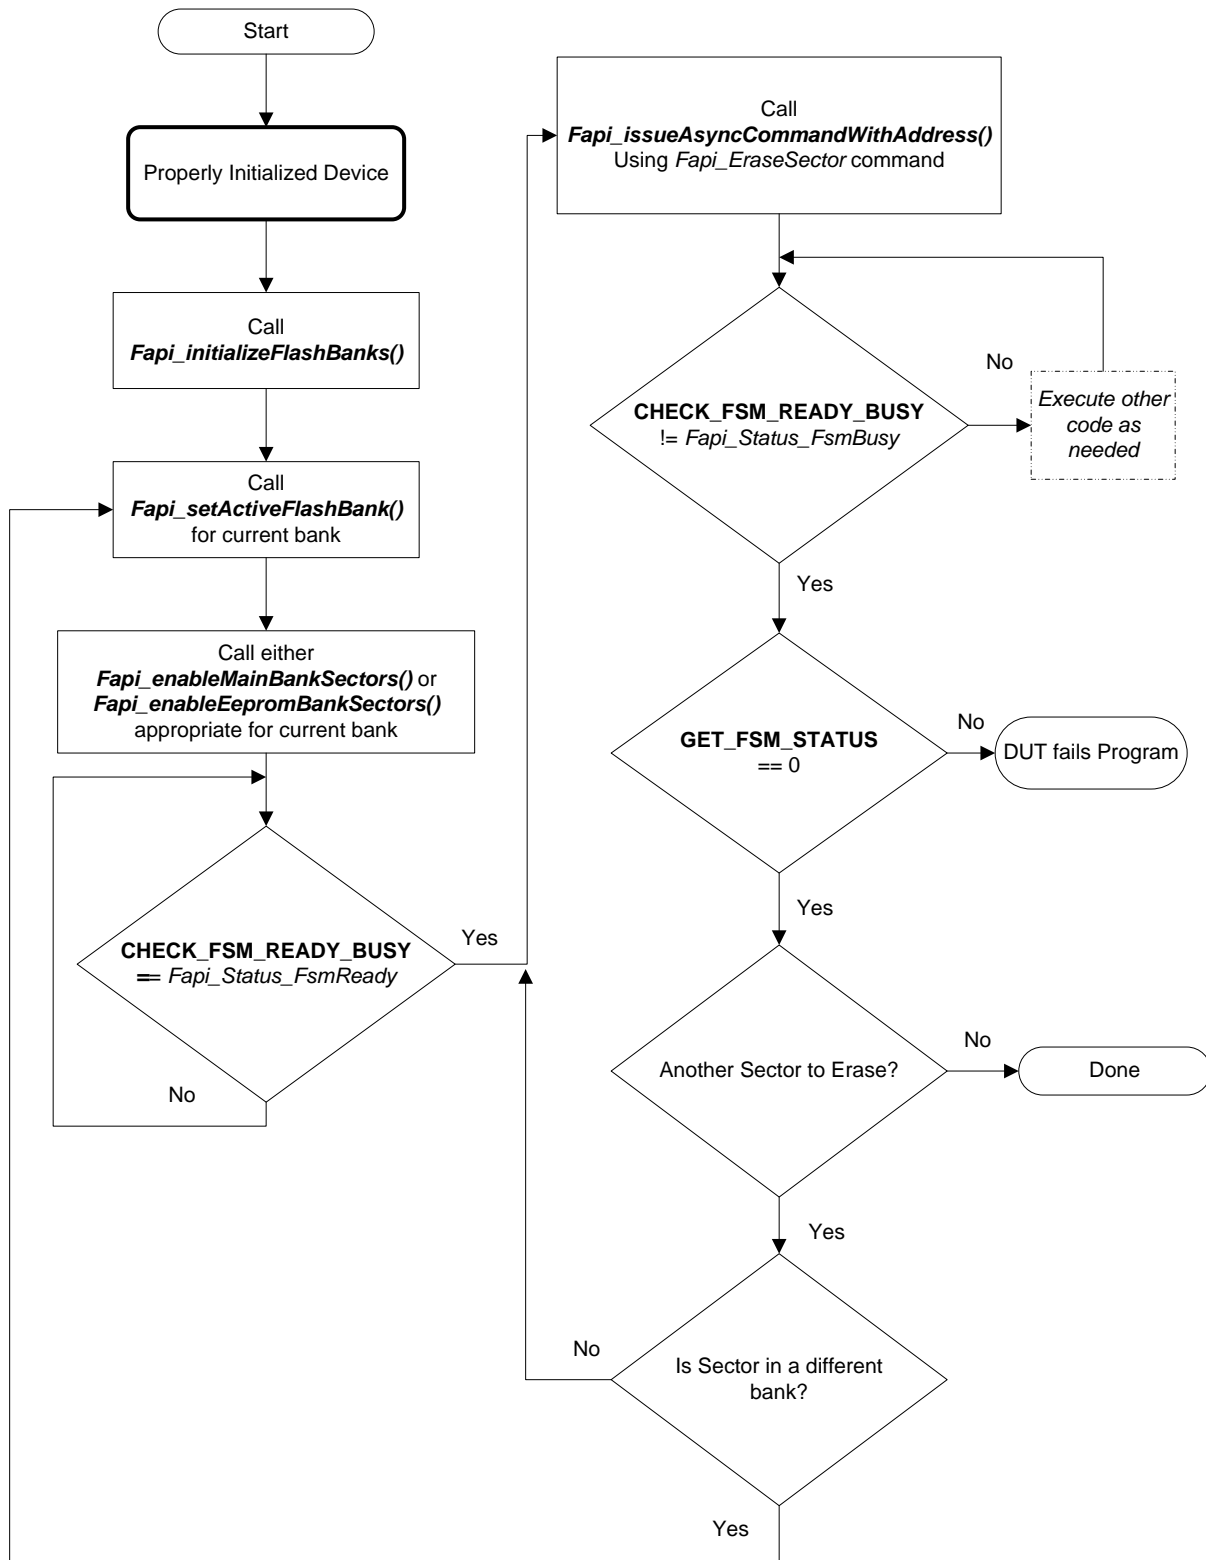 Start
Properly Initialized Device
Call
Fapi_initializeFlashBanks()
Call
Fapi_setActiveFlashBank()
for current bank
Call either
Fapi_enableMainBankSectors() or
Fapi_enableEepromBankSectors()
appropriate for current bank
CHECK_FSM_READY_BUSY
== Fapi_Status_FsmReady
Yes
No
Call
Fapi_issueAsyncCommandWithAddress()
Using Fapi_EraseSector command
CHECK_FSM_READY_BUSY
!= Fapi_Status_FsmBusy
No
Execute other
code as
needed
Yes
GET_FSM_STATUS
== 0
No
DUT fails Program
Yes
Another Sector to Erase?
No
Done
Yes
Is Sector in a different
bank?
No
Yes